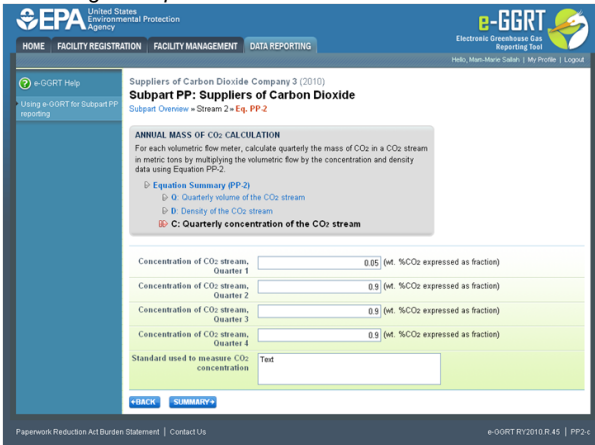 United States
Environmental Protection
Agency
EPA
e-GGRT
Electronic Greenhouse Gas
Reporting Tool
HOME FACILITY REGISTRATION FACILITY MANAGEMENT DATA REPORTING
Hello, Mam-Marie Sallah | My Profile | Logout
e-GGRT Help
Using e-GGRT for Subpart PP
reporting
Suppliers of Carbon Dioxide Company 3 (2010)
Subpart PP: Suppliers of Carbon Dioxide
Subpart Overview » Stream 2 » Eq. PP-2
ANNUAL MASS OF CO2 CALCULATION
For each volumetric flow meter, calculate quarterly the mass of CO2 in a CO2 stream
in metric tons by multiplying the volumetric flow by the concentration and density
data using Equation PP-2.
Equation Summary (PP-2)
Q: Quarterly volume of the CO2 stream
D: Density of the CO2 stream
C: Quarterly concentration of the CO2 stream
Concentration of CO2 stream,
Quarter 1
0.05 (wt. %CO2 expressed as fraction)
Concentration of CO2 stream,
Quarter 2
0.9 (wt. %CO2 expressed as fraction)
Concentration of CO2 stream,
Quarter 3
0.9 (wt. %CO2 expressed as fraction)
Concentration of CO2 stream,
Quarter 4
0.9 (wt. %CO2 expressed as fraction)
Standard used to measure CO2
concentration
Text
BACK SUMMARY
Paperwork Reduction Act Burden Statement | Contact Us
e-GGRT RY2010.R.45 | PP2-c